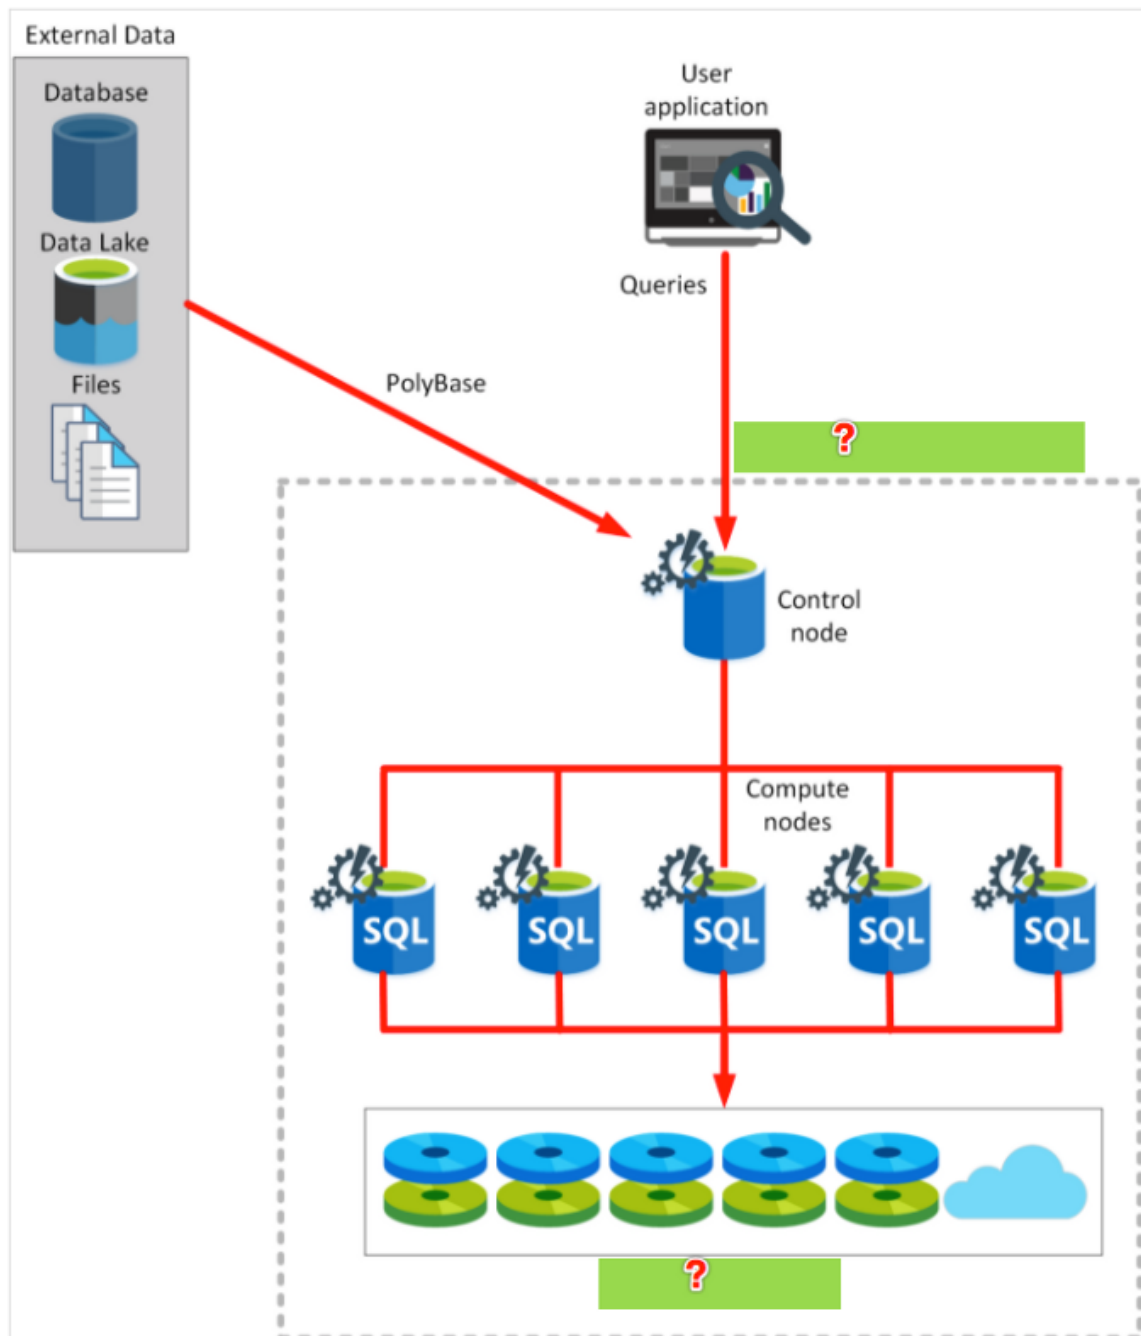 External Data
Database
Data Lake
Files
User
application
Queries
PolyBase
?
Control
node
Compute
nodes
SQL
SQL
SQL
SQL
SQL
?